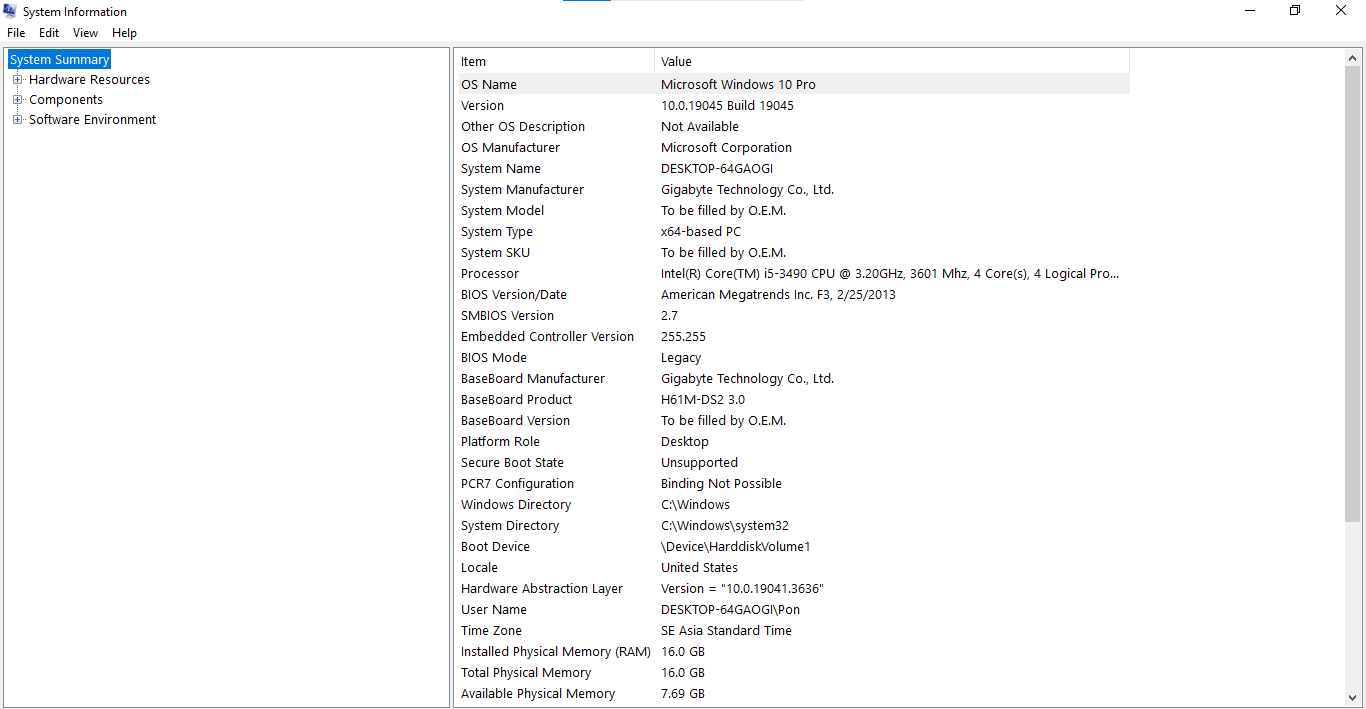 System Information
File Edit View Help
System Summary
Hardware Resources
Components
Software Environment
Item Value
OS Name Microsoft Windows 10 Pro
Version 10.0.19045 Build 19045
Other OS Description Not Available
OS Manufacturer Microsoft Corporation
System Name DESKTOP-64GAOGI
System Manufacturer Gigabyte Technology Co., Ltd.
System Model To be filled by O.E.M.
System Type x64-based PC
System SKU To be filled by O.E.M.
Processor Intel(R) Core(TM) i5-3490 CPU @ 3.20GHz, 3601 Mhz, 4 Core(s), 4 Logical Pro...
BIOS Version/Date American Megatrends Inc. F3, 2/25/2013
SMBIOS Version 2.7
Embedded Controller Version 255.255
BIOS Mode Legacy
BaseBoard Manufacturer Gigabyte Technology Co., Ltd.
BaseBoard Product H61M-DS2 3.0
BaseBoard Version To be filled by O.E.M.
Platform Role Desktop
Secure Boot State Unsupported
PCR7 Configuration Binding Not Possible
Windows Directory C:\Windows
System Directory C:\Windows\system32
Boot Device \Device\HarddiskVolume1
Locale United States
Hardware Abstraction Layer Version = "10.0.19041.3636"
User Name DESKTOP-64GAOGI\Pon
Time Zone SE Asia Standard Time
Installed Physical Memory (RAM) 16.0 GB
Total Physical Memory 16.0 GB
Available Physical Memory 7.69 GB